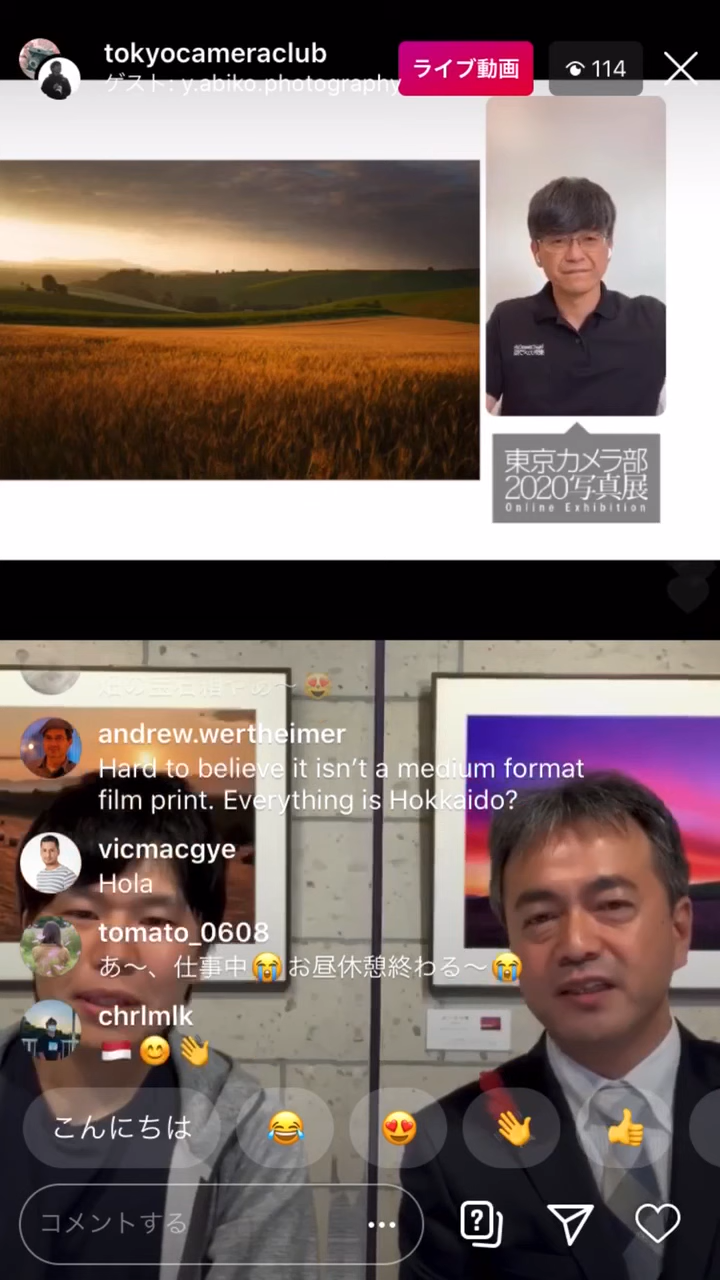 tokyocameraclub
ゲスト: y.abiko.photography
ライブ動画
114
東京カメラ部
2020写真展
Online Exhibition
andrew.wertheimer
Hard to believe it isn’t a medium format
film print. Everything is Hokkaido?
vicmacgye
Hola
tomato_0608
あ〜、仕事中😭お昼休憩終わる〜😭
chrlmlk
🇮🇩😊👋
こんにちは
😂
😍
👋
👍
コメントする